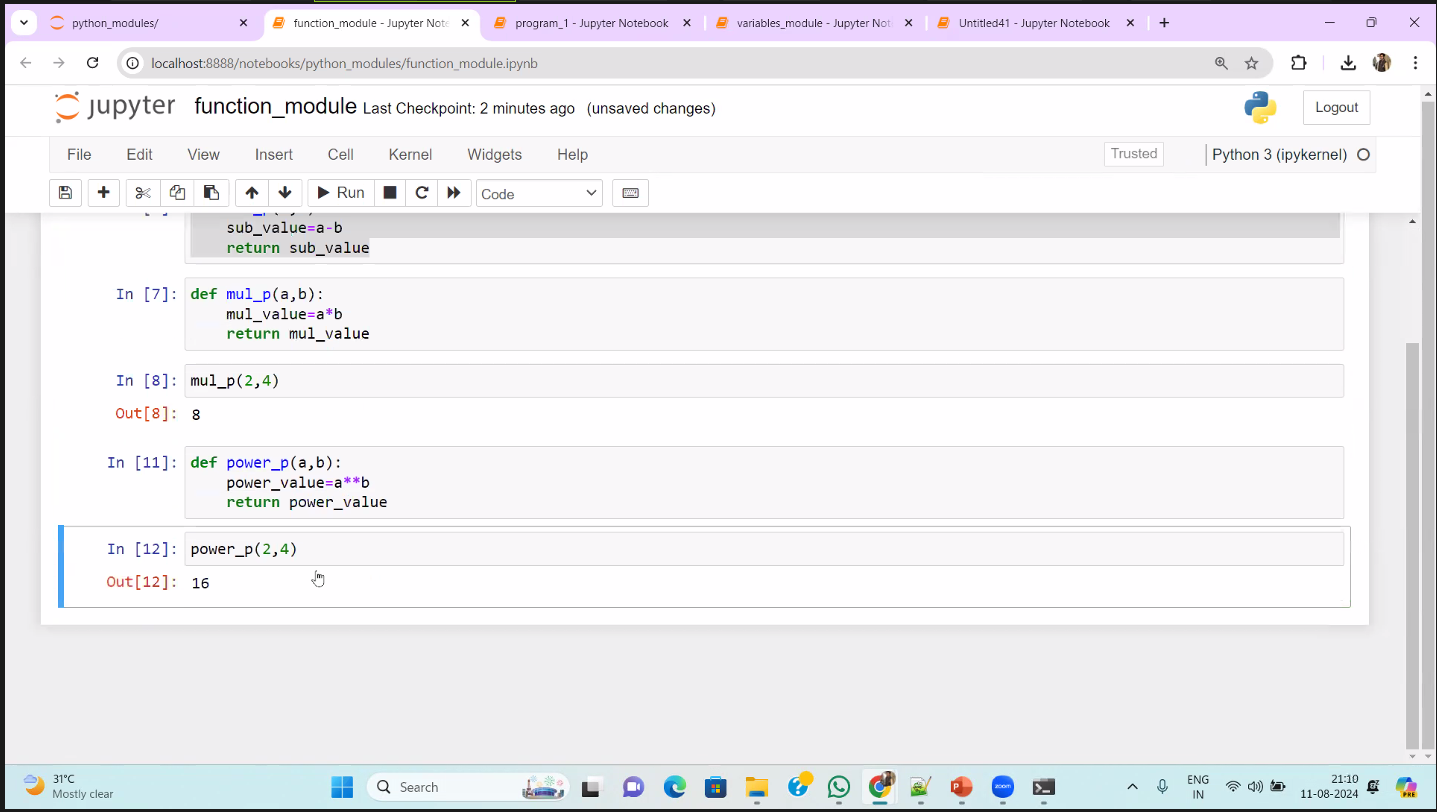 python_modules/
function_module - Jupyter Note
program_1 - Jupyter Notebook
variables_module - Jupyter Not
Untitled41 - Jupyter Notebook
localhost:8888/notebooks/python_modules/function_module.ipynb
jupyter function_module Last Checkpoint: 2 minutes ago (unsaved changes)
Logout
File Edit View Insert Cell Kernel Widgets Help
Trusted
Python 3 (ipykernel)
Run
Code
sub_value=a-b
return sub_value
In [7]: def mul_p(a,b):
mul_value=a*b
return mul_value
In [8]: mul_p(2,4)
Out[8]: 8
In [11]: def power_p(a,b):
power_value=a**b
return power_value
In [12]: power_p(2,4)
Out[12]: 16
31°C
Mostly clear
Search
zoom
PRE
ENG
IN
21:10
11-08-2024